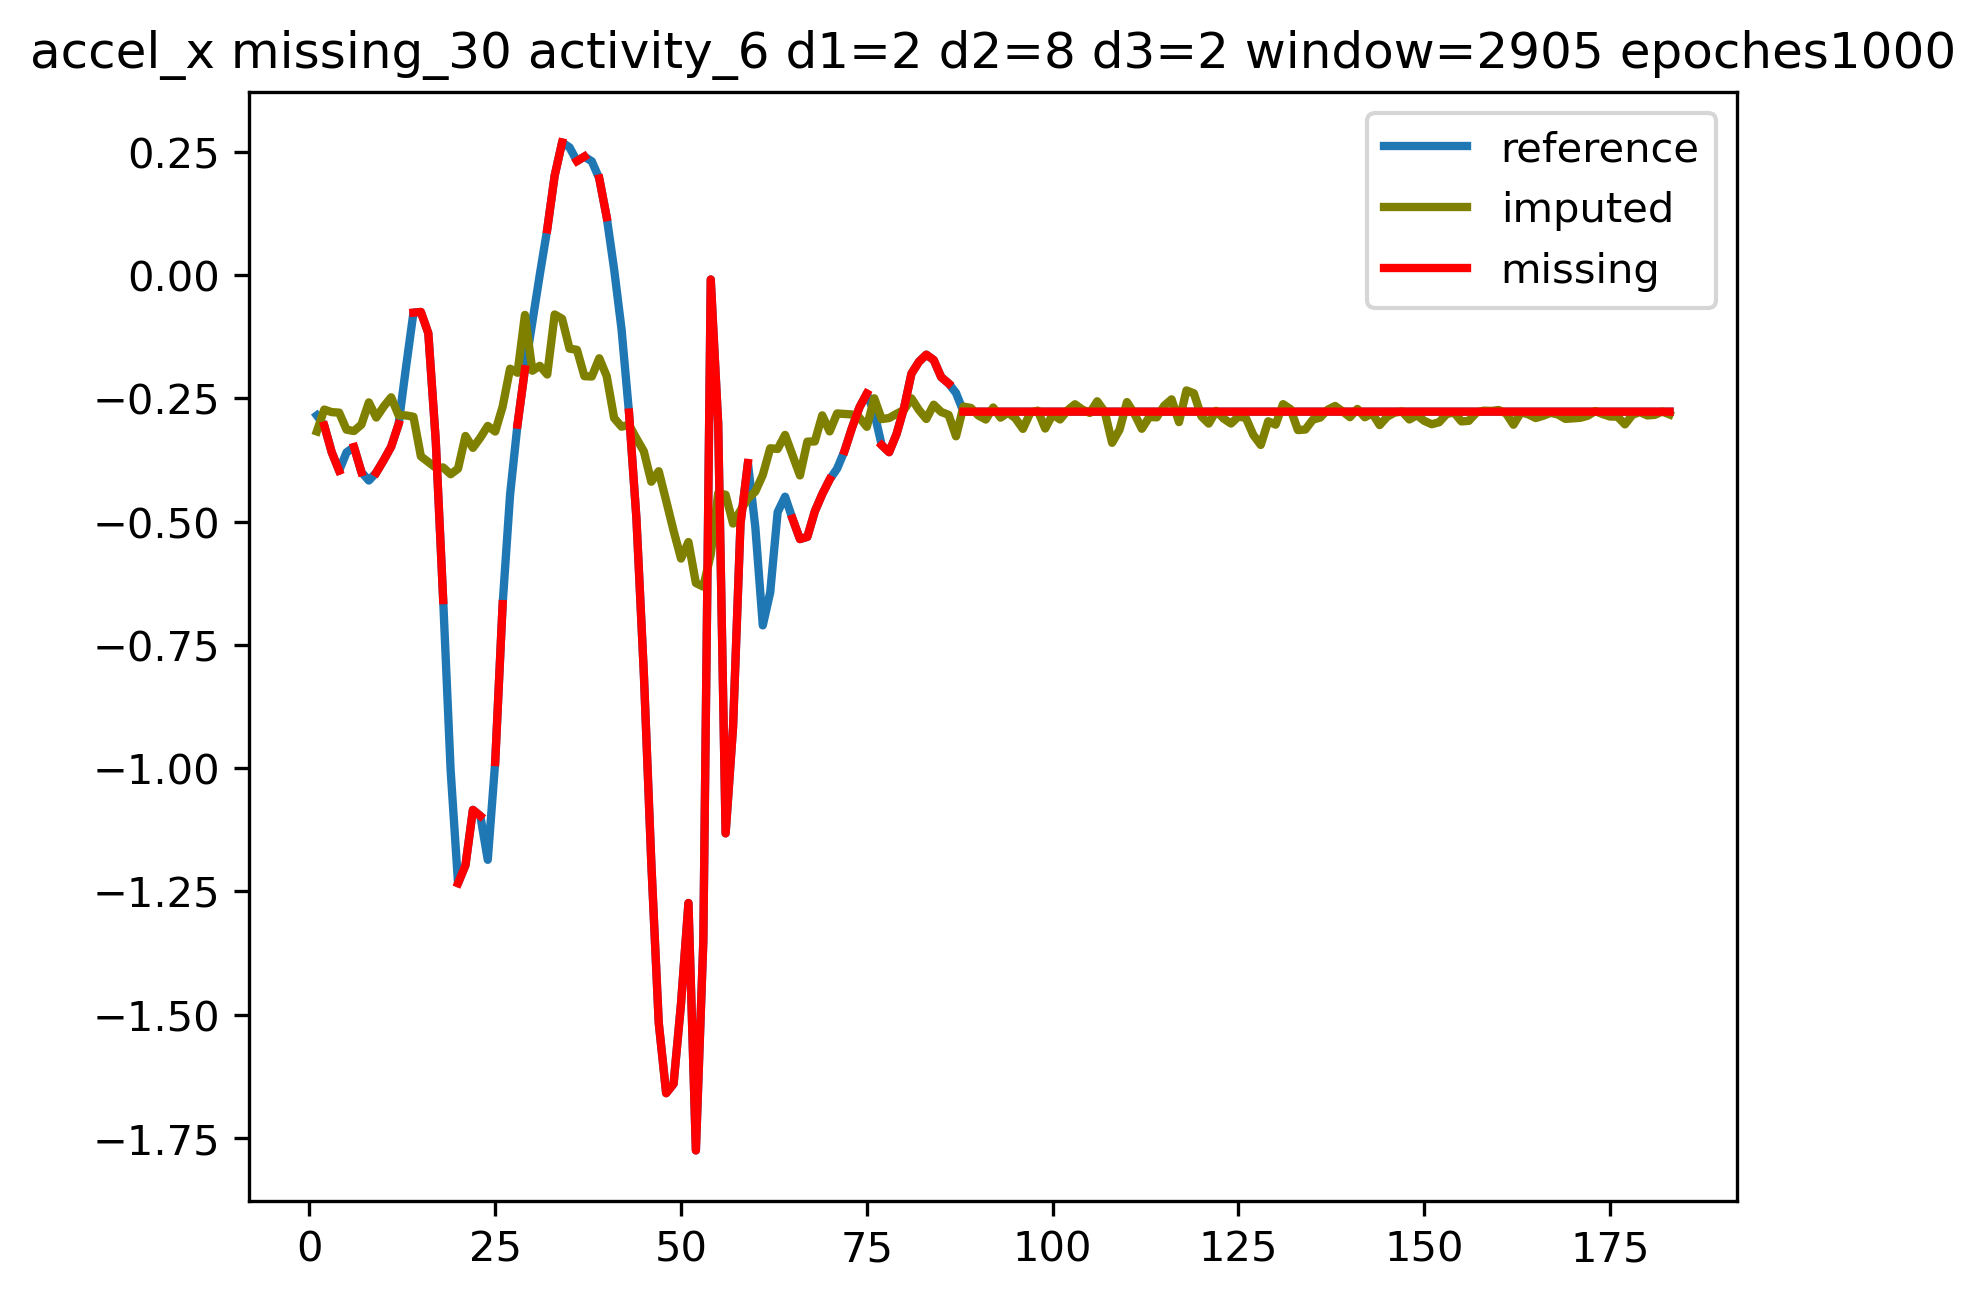 accel_x missing_30 activity_6 d1=2 d2=8 d3=2 window=2905 epoches1000
reference
imputed
missing
0.25
0.00
−0.25
−0.50
−0.75
−1.00
−1.25
−1.50
−1.75
0 25 50 75 100 125 150 175